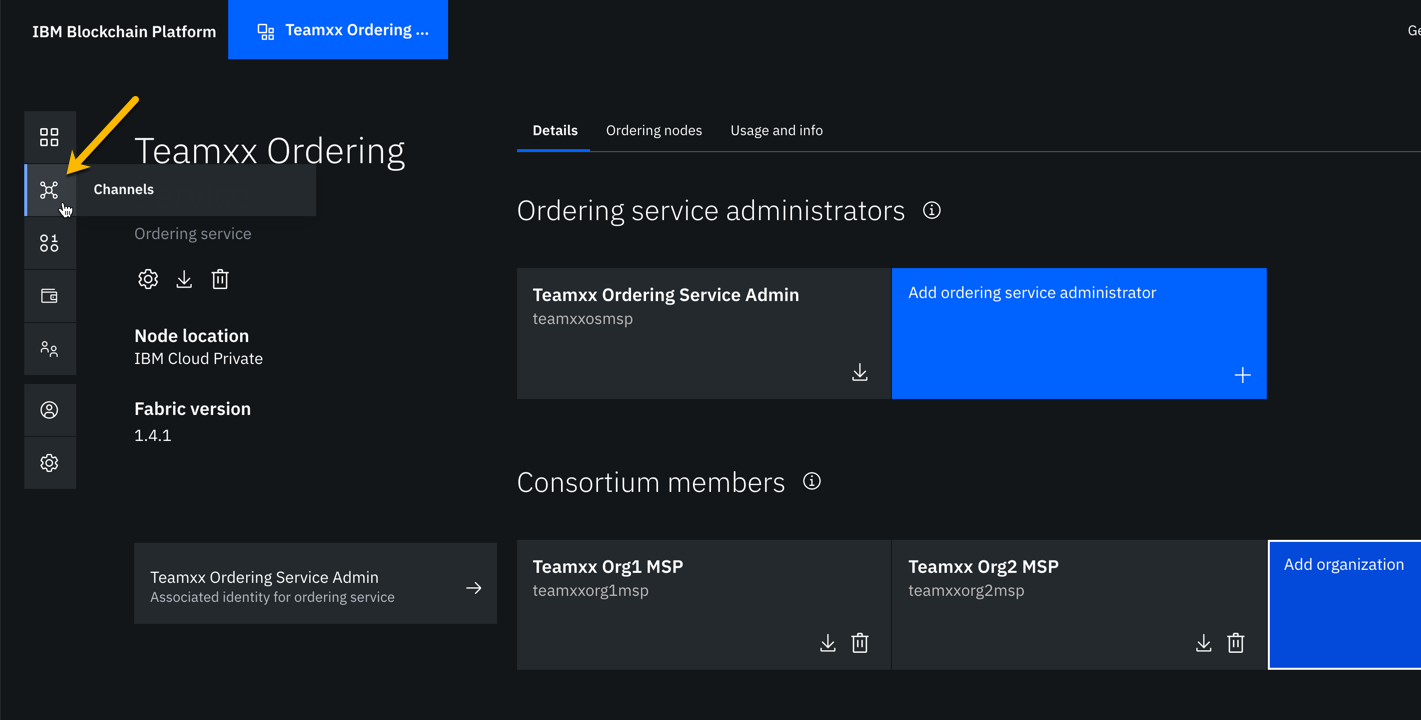 IBM Blockchain Platform
Teamxx Ordering ...
Ge
Teamxx Ordering
Channels
Ordering service
Node location
IBM Cloud Private
Fabric version
1.4.1
Teamxx Ordering Service Admin
Associated identity for ordering service
Details
Ordering nodes
Usage and info
Ordering service administrators
Teamxx Ordering Service Admin
teamxxosmsp
Add ordering service administrator
Consortium members
Teamxx Org1 MSP
teamxxorg1msp
Teamxx Org2 MSP
teamxxorg2msp
Add organization